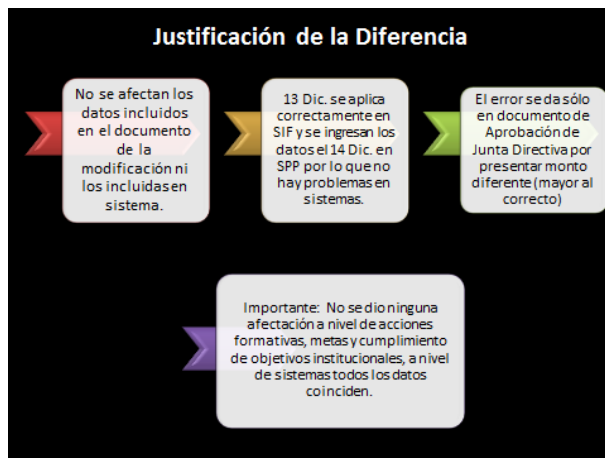 Justificación de la Diferencia
No se afectan los
datos incluidos
en el documento
de la
modificación ni
los incluidas en
sistema.
13 Dic. se aplica
correctamente en
SIF y se ingresan los
datos el 14 Dic. en
SPP por lo que no
hay problemas en
sistemas.
El error se da sólo
en documento de
Aprobación de
Junta Directiva por
presentar monto
diferente (mayor al
correcto)
Importante: No se dio ninguna
afectación a nivel de acciones
formativas, metas y cumplimiento
de objetivos institucionales, a nivel
de sistemas todos los datos
coinciden.